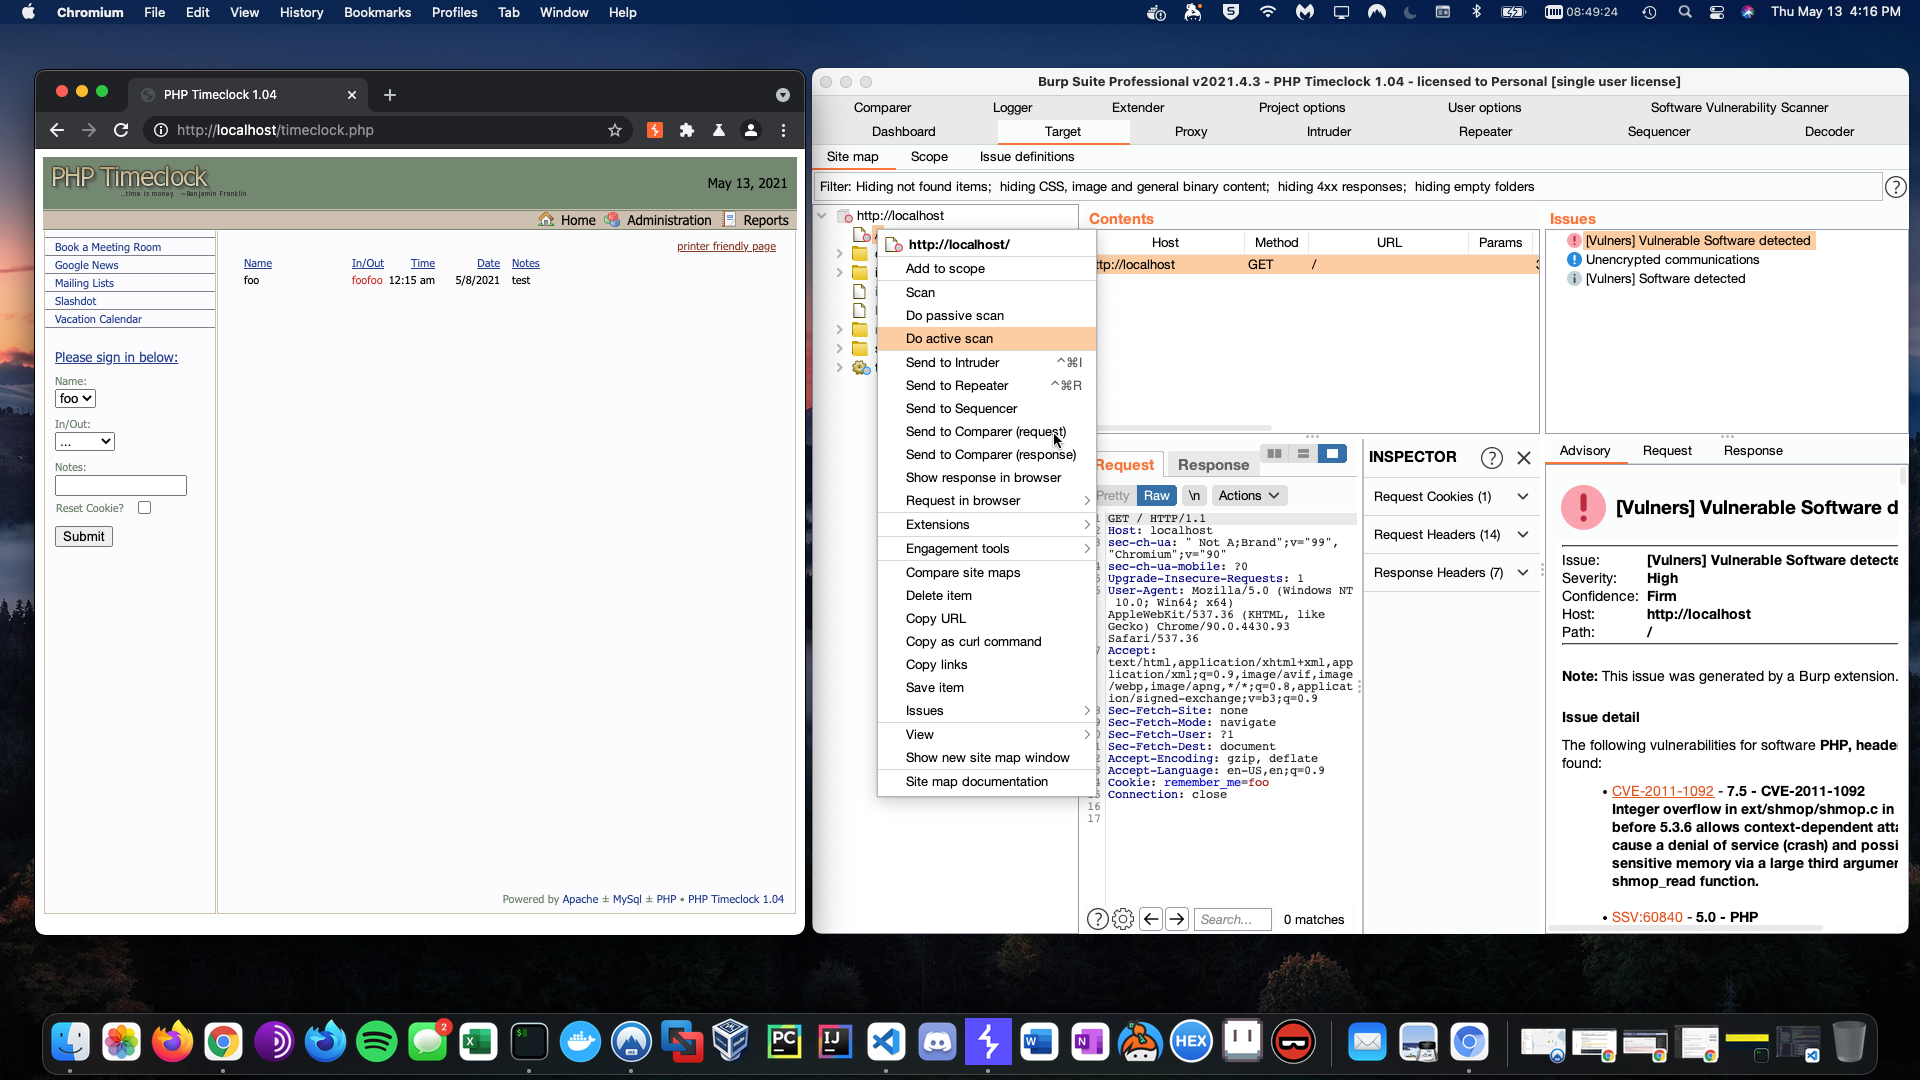 Chromium File Edit View History Bookmarks Profiles Tab Window Help
08:49:24
Thu May 13 4:16 PM
PHP Timeclock 1.04
http://localhost/timeclock.php
PHP Timeclock
...time is money. ~Benjamin Franklin
May 13, 2021
Home Administration Reports
Book a Meeting Room
Google News
Mailing Lists
Slashdot
Vacation Calendar
Please sign in below:
Name:
foo
In/Out:
...
Notes:
Reset Cookie?
Submit
printer friendly page
Name In/Out Time Date Notes
foo foofoo 12:15 am 5/8/2021 test
Powered by Apache ± MySql ± PHP • PHP Timeclock 1.04
Burp Suite Professional v2021.4.3 - PHP Timeclock 1.04 - licensed to Personal [single user license]
Comparer Logger Extender Project options User options Software Vulnerability Scanner
Dashboard Target Proxy Intruder Repeater Sequencer Decoder
Site map Scope Issue definitions
Filter: Hiding not found items; hiding CSS, image and general binary content; hiding 4xx responses; hiding empty folders
http://localhost
http://localhost/
Add to scope
Scan
Do passive scan
Do active scan
Send to Intruder ^⌘I
Send to Repeater ^⌘R
Send to Sequencer
Send to Comparer (request)
Send to Comparer (response)
Show response in browser
Request in browser
Extensions
Engagement tools
Compare site maps
Delete item
Copy URL
Copy as curl command
Copy links
Save item
Issues
View
Show new site map window
Site map documentation
Contents
Host Method URL Params
ttp://localhost GET /
Request Response
Pretty Raw \n Actions
GET / HTTP/1.1
Host: localhost
sec-ch-ua: " Not A;Brand";v="99",
"Chromium";v="90"
sec-ch-ua-mobile: ?0
Upgrade-Insecure-Requests: 1
User-Agent: Mozilla/5.0 (Windows NT
10.0; Win64; x64)
AppleWebKit/537.36 (KHTML, like
Gecko) Chrome/90.0.4430.93
Safari/537.36
Accept:
text/html,application/xhtml+xml,app
lication/xml;q=0.9,image/avif,image
/webp,image/apng,*/*;q=0.8,applicat
ion/signed-exchange;v=b3;q=0.9
Sec-Fetch-Site: none
Sec-Fetch-Mode: navigate
Sec-Fetch-User: ?1
Sec-Fetch-Dest: document
Accept-Encoding: gzip, deflate
Accept-Language: en-US,en;q=0.9
Cookie: remember_me=foo
Connection: close
16
17
Search... 0 matches
INSPECTOR
Request Cookies (1)
Request Headers (14)
Response Headers (7)
Issues
[Vulners] Vulnerable Software detected
Unencrypted communications
[Vulners] Software detected
Advisory Request Response
[Vulners] Vulnerable Software d
Issue: [Vulners] Vulnerable Software detecte
Severity: High
Confidence: Firm
Host: http://localhost
Path: /
Note: This issue was generated by a Burp extension.
Issue detail
The following vulnerabilities for software PHP, heade
found:
• CVE-2011-1092 - 7.5 - CVE-2011-1092
Integer overflow in ext/shmop/shmop.c in
before 5.3.6 allows context-dependent atta
cause a denial of service (crash) and possi
sensitive memory via a large third argumer
shmop_read function.
• SSV:60840 - 5.0 - PHP
2
PC
IJ
HEX